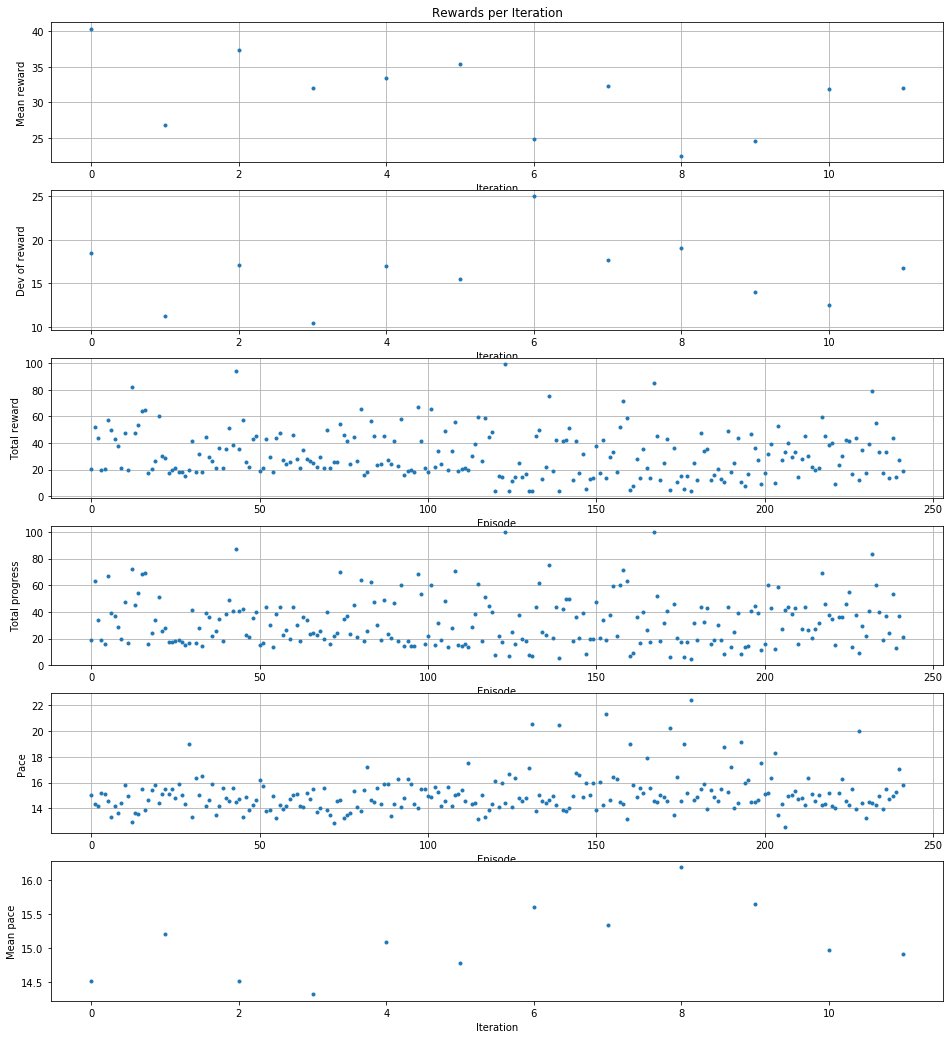 Rewards per Iteration
Mean reward
40
35
30
25
0 2 4 6 8 10
Iteration
Dev of reward
25
20
15
10
0 2 4 6 8 10
Iteration
Total reward
100
80
60
40
20
0
0 50 100 150 200 250
Episode
Total progress
100
80
60
40
20
0
0 50 100 150 200 250
Episode
Pace
22
20
18
16
14
0 50 100 150 200 250
Episode
Mean pace
16.0
15.5
15.0
14.5
0 2 4 6 8 10
Iteration